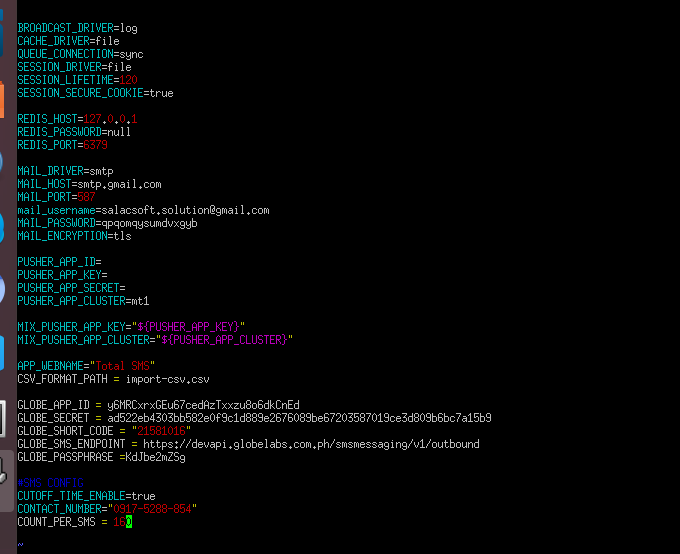 BROADCAST_DRIVER=log
CACHE_DRIVER=file
QUEUE_CONNECTION=sync
SESSION_DRIVER=file
SESSION_LIFETIME=120
SESSION_SECURE_COOKIE=true
REDIS_HOST=127.0.0.1
REDIS_PASSWORD=null
REDIS_PORT=6379
MAIL_DRIVER=smtp
MAIL_HOST=smtp.gmail.com
MAIL_PORT=587
mail_username=salacsoft.solution@gmail.com
MAIL_PASSWORD=qpqomqysumdvxgyb
MAIL_ENCRYPTION=tls
PUSHER_APP_ID=
PUSHER_APP_KEY=
PUSHER_APP_SECRET=
PUSHER_APP_CLUSTER=mt1
MIX_PUSHER_APP_KEY="${PUSHER_APP_KEY}"
MIX_PUSHER_APP_CLUSTER="${PUSHER_APP_CLUSTER}"
APP_WEBNAME="Total SMS"
CSV_FORMAT_PATH = import-csv.csv
GLOBE_APP_ID = y6MRCxrxGEu67cedAzTxxzu8o6dkCnEd
GLOBE_SECRET = ad522eb4303bb582e0f9c1d889e2676089be67203587019ce3d809b6bc7a15b9
GLOBE_SHORT_CODE = "21581016"
GLOBE_SMS_ENDPOINT = https://devapi.globelabs.com.ph/smsmessaging/v1/outbound
GLOBE_PASSPHRASE =KdJbe2mZSg
#SMS CONFIG
CUTOFF_TIME_ENABLE=true
CONTACT_NUMBER="0917-5288-854"
COUNT_PER_SMS = 160
~